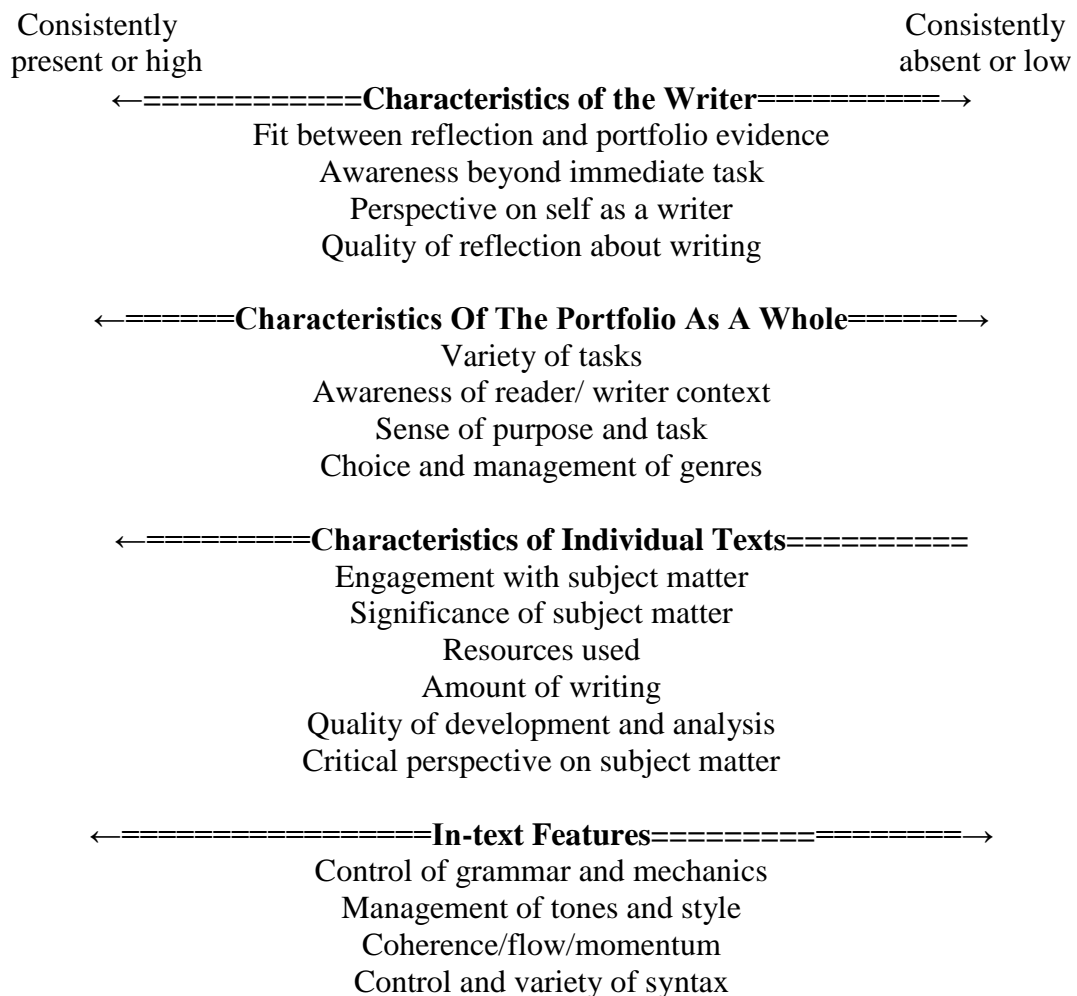 Consistently Consistently
present or high absent or low
←============Characteristics of the Writer==========→
Fit between reflection and portfolio evidence
Awareness beyond immediate task
Perspective on self as a writer
Quality of reflection about writing
←======Characteristics Of The Portfolio As A Whole======→
Variety of tasks
Awareness of reader/ writer context
Sense of purpose and task
Choice and management of genres
←=========Characteristics of Individual Texts==========
Engagement with subject matter
Significance of subject matter
Resources used
Amount of writing
Quality of development and analysis
Critical perspective on subject matter
←=================In-text Features=================→
Control of grammar and mechanics
Management of tones and style
Coherence/flow/momentum
Control and variety of syntax